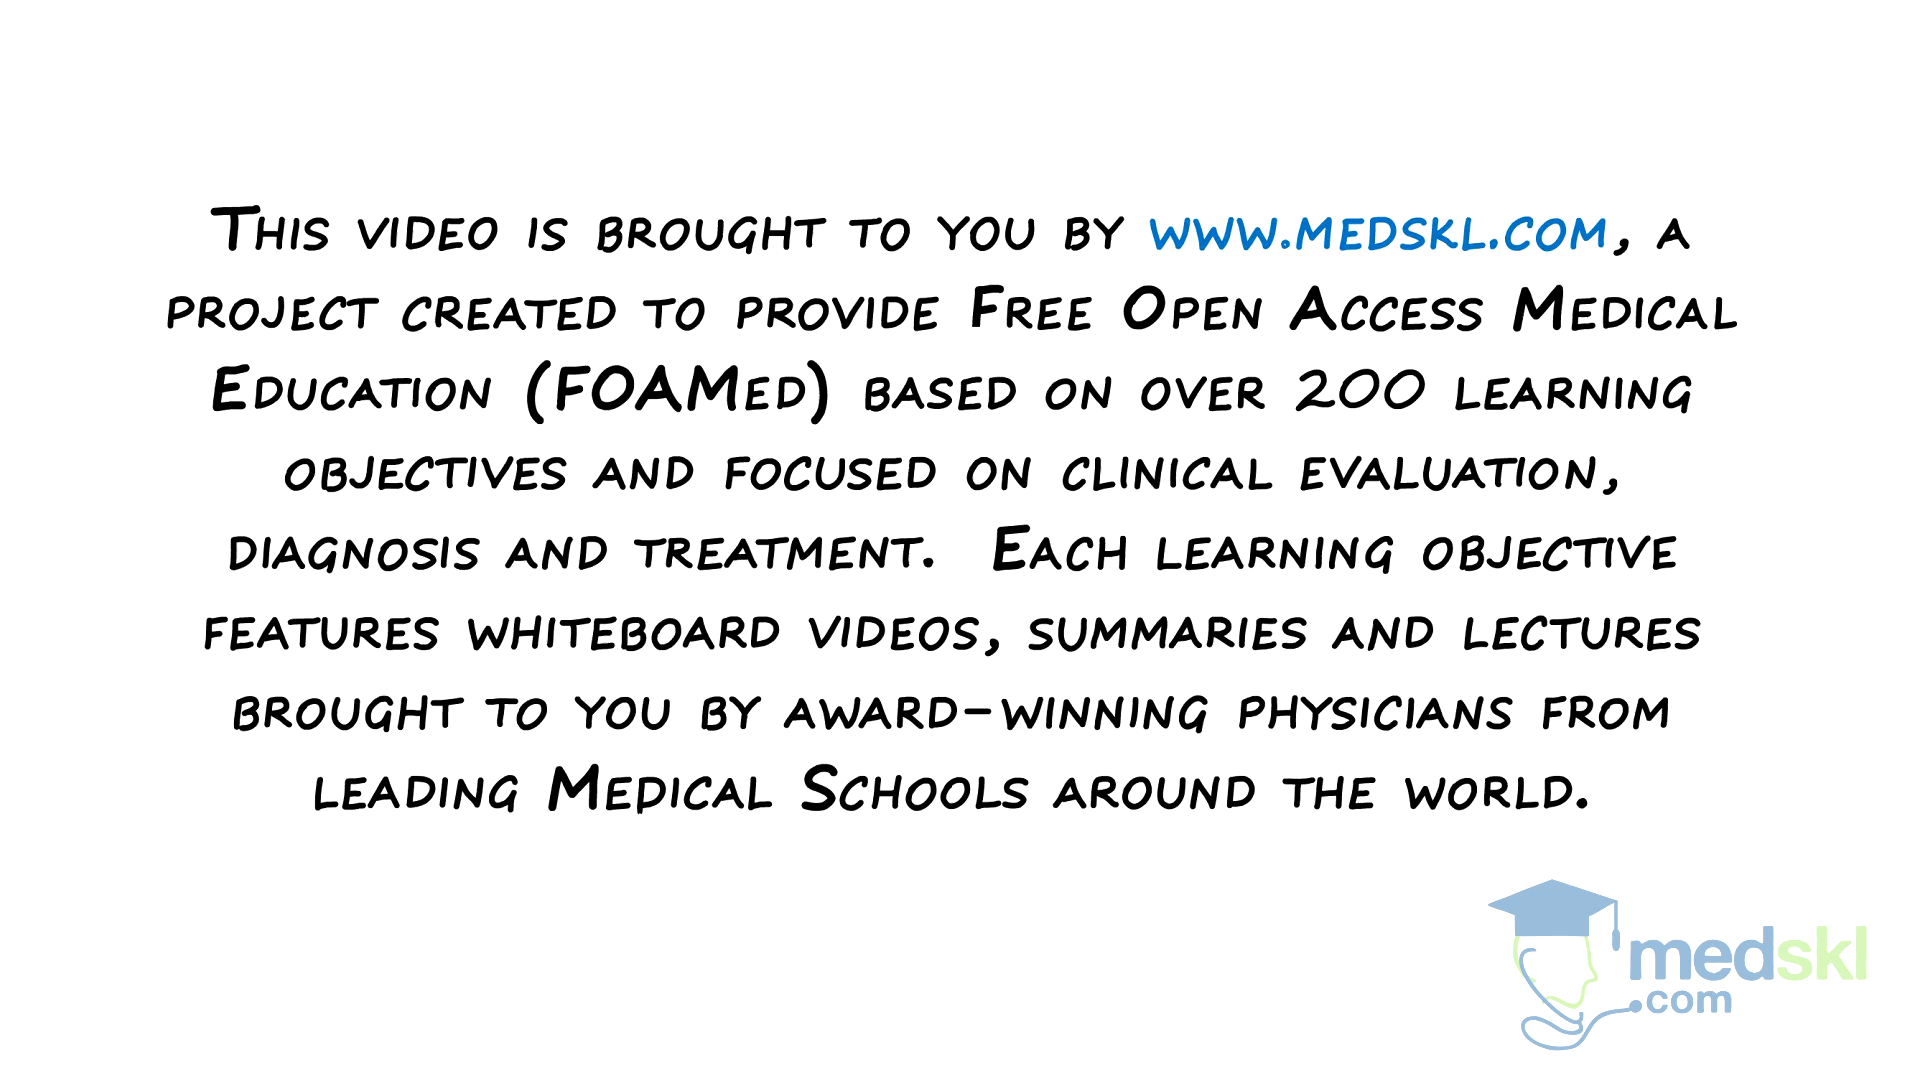 This video is brought to you by www.medskl.com, a
project created to provide Free Open Access Medical
Education (FOAMed) based on over 200 learning
objectives and focused on clinical evaluation,
diagnosis and treatment.  Each learning objective
features whiteboard videos, summaries and lectures
brought to you by award-winning physicians from
leading Medical Schools around the world.
medskl
.com